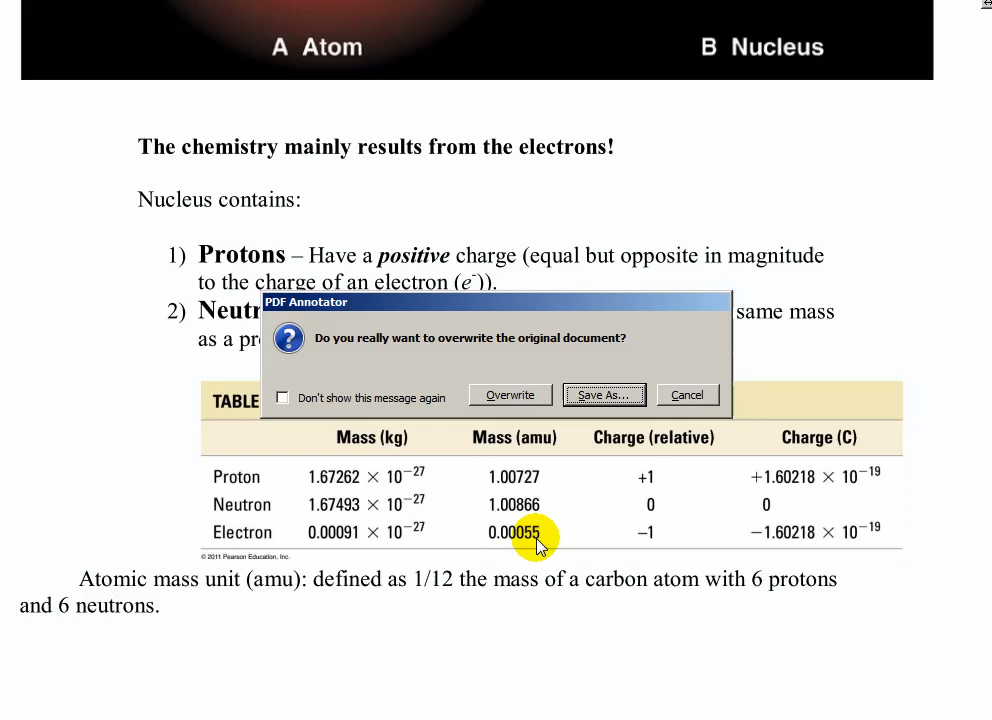 A Atom B Nucleus
The chemistry mainly results from the electrons!
Nucleus contains:
1) Protons – Have a positive charge (equal but opposite in magnitude
to the charge of an electron (e⁻)).
2) same mass
as a
PDF Annotator
Do you really want to overwrite the original document?
Don't show this message again Overwrite Save As... Cancel
TABLE
Mass (kg) Mass (amu) Charge (relative) Charge (C)
Proton 1.67262 × 10⁻²⁷ 1.00727 +1 +1.60218 × 10⁻¹⁹
Neutron 1.67493 × 10⁻²⁷ 1.00866 0 0
Electron 0.00091 × 10⁻²⁷ 0.00055 −1 −1.60218 × 10⁻¹⁹
© 2011 Pearson Education, Inc.
Atomic mass unit (amu): defined as 1/12 the mass of a carbon atom with 6 protons
and 6 neutrons.